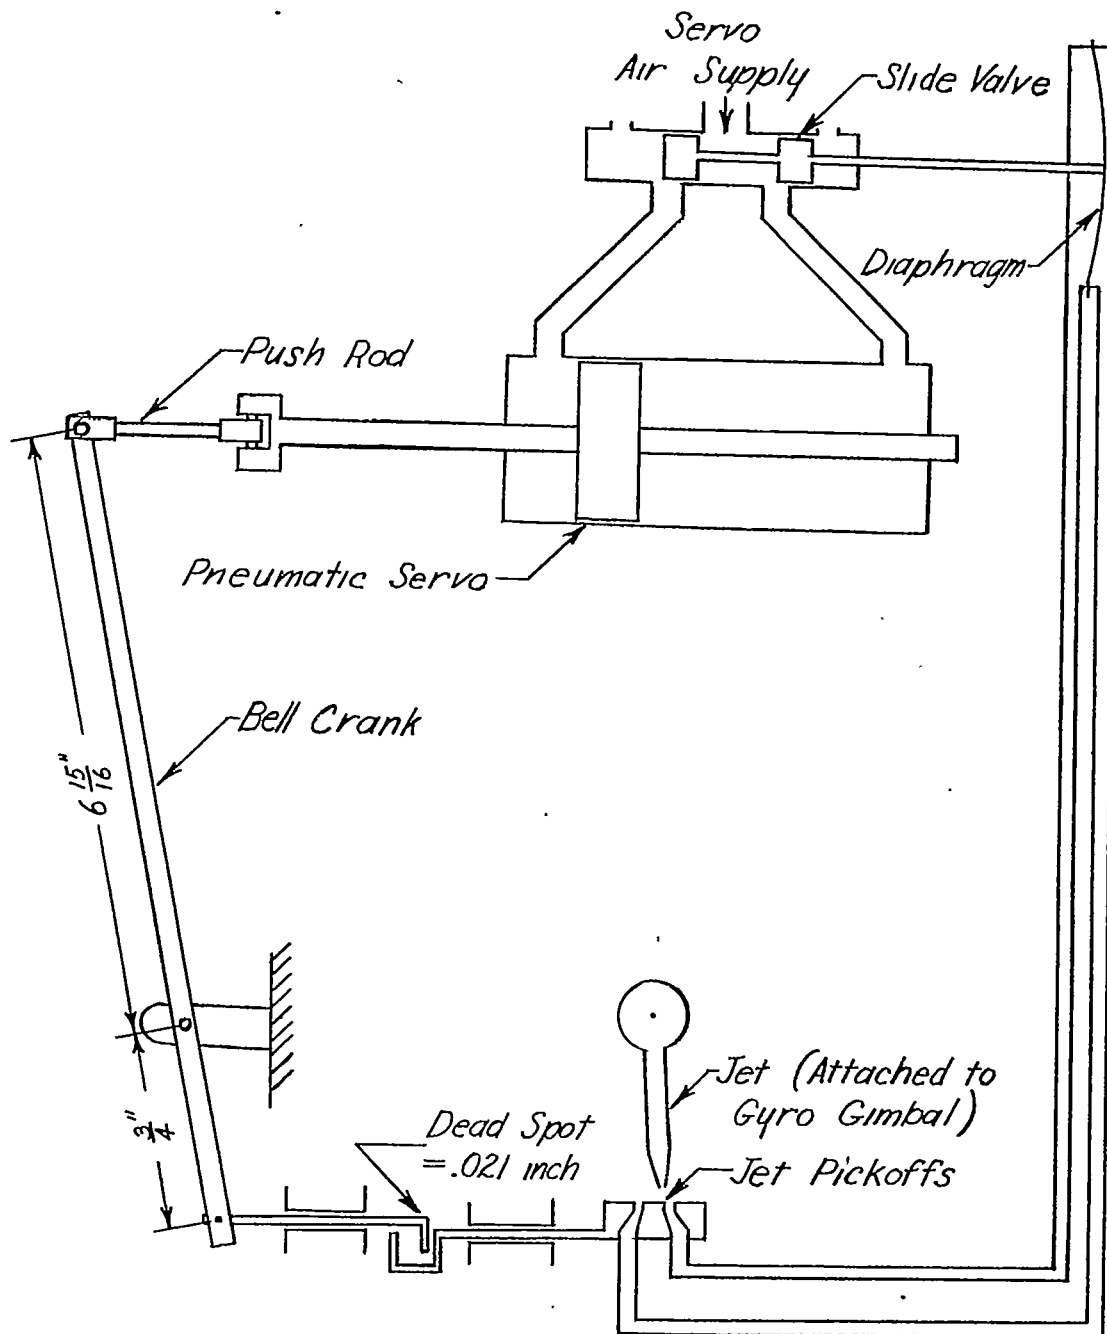 Servo
Air Supply
Slide Valve
Diaphragm
Push Rod
Pneumatic Servo
Bell Crank
6 15/16"
3/4"
Dead Spot
=.021 inch
Jet (Attached to
Gyro Gimbal)
Jet Pickoffs